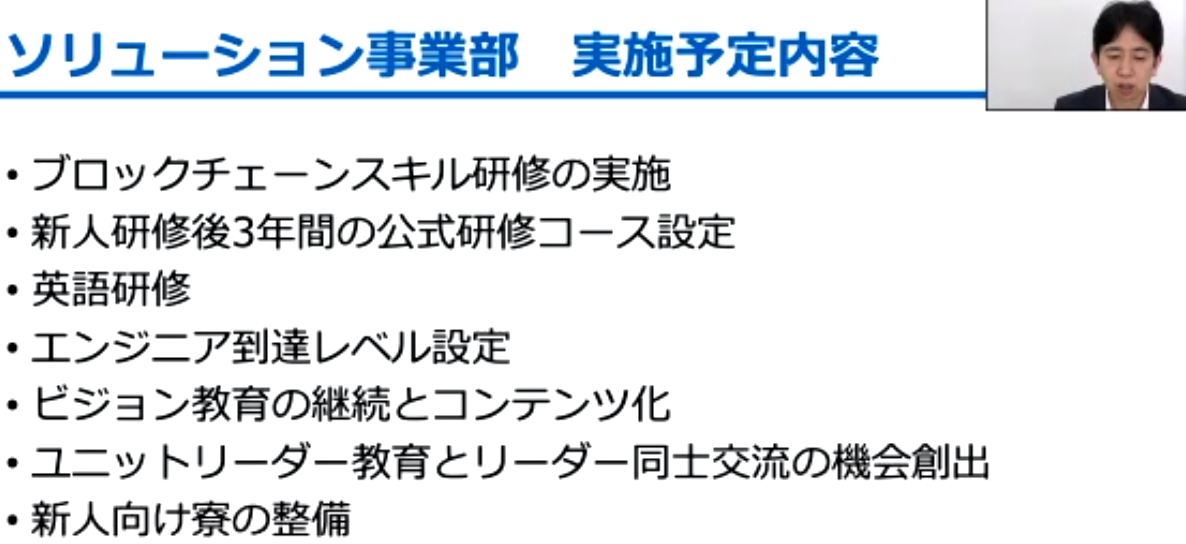 ソリューション事業部　実施予定内容
・ブロックチェーンスキル研修の実施
・新人研修後3年間の公式研修コース設定
・英語研修
・エンジニア到達レベル設定
・ビジョン教育の継続とコンテンツ化
・ユニットリーダー教育とリーダー同士交流の機会創出
・新人向け寮の整備